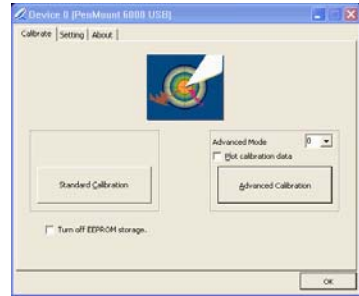 Device 0 (PenMount 6000 USB)
Calibrate Setting About
Advanced Mode 0
Plot calibration data
Standard Calibration
Advanced Calibration
Turn off EEPROM storage.
OK